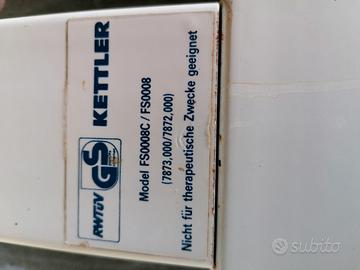 RWTÜV
GS
KETTLER
Model FS0008C / FS0008
(7873,000/7872,000)
Nicht für therapeutische Zwecke geeignet
subito